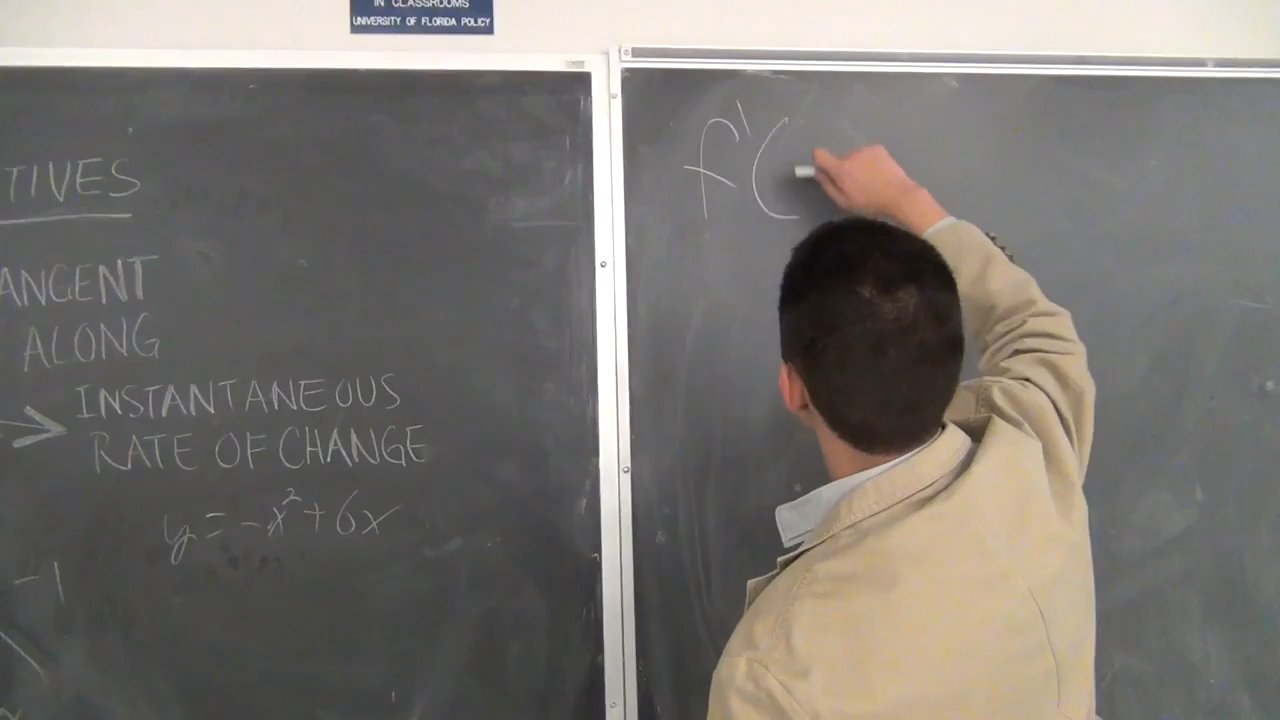 IN CLASSROOMS
UNIVERSITY OF FLORIDA POLICY
TIVES
ANGENT
ALONG
INSTANTANEOUS
RATE OF CHANGE
y = -x² + 6x
-1
f'(